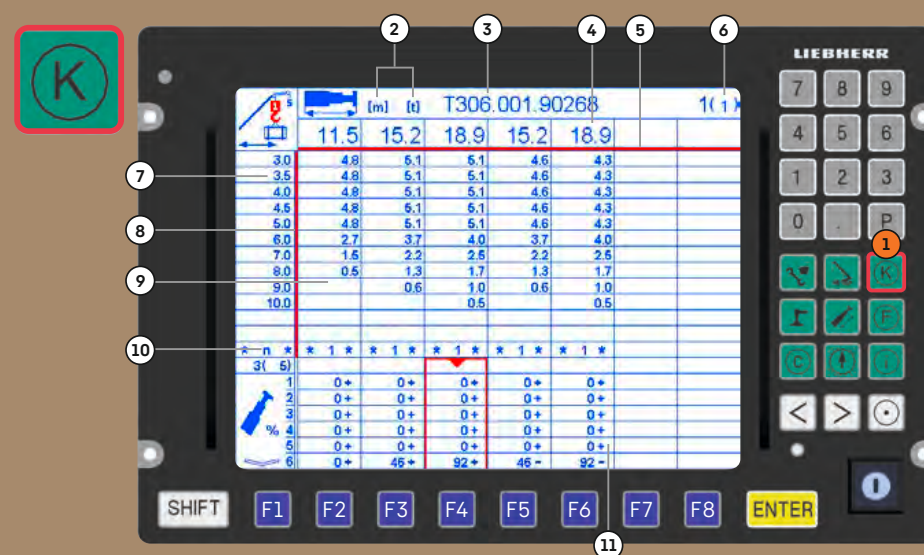 K
2 3 4 5 6
LIEBHERR
[m] [t] T306.001.90268 1( 1 )
5
1
11.5 15.2 18.9 15.2 18.9
3.0 4.8 5.1 5.1 4.6 4.3
7 3.5 4.8 5.1 5.1 4.6 4.3
4.0 4.8 5.1 5.1 4.6 4.3
4.5 4.8 5.1 5.1 4.6 4.3
8 5.0 4.8 5.1 5.1 4.6 4.3
6.0 2.7 3.7 4.0 3.7 4.0
7.0 1.5 2.2 2.5 2.2 2.5
8.0 0.5 1.3 1.7 1.3 1.7
9 9.0 0.6 1.0 0.6 1.0
10.0 0.5 0.5
10 * n * * 1 * * 1 * * 1 * * 1 * * 1 *
3( 5)
1 0+ 0+ 0+ 0+ 0+
2 0+ 0+ 0+ 0+ 0+
3 0+ 0+ 0+ 0+ 0+
% 4 0+ 0+ 0+ 0+ 0+
5 0+ 0+ 0+ 0+ 0+
6 0+ 46+ 92+ 46- 92-
7 8 9
4 5 6
1 2 3
0 . P
1
K
F
C i
< >
SHIFT F1 F2 F3 F4 F5 F6 F7 F8 ENTER
I
11